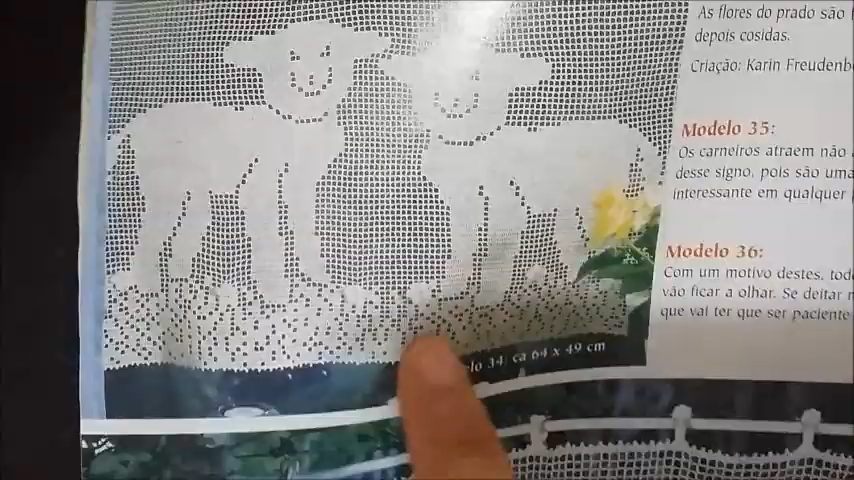 As flores do prado são
depois cosidas.
Criação: Karin Freudenb
Modelo 35:
Os carneiros atraem não
desse signo, pois são uma
interessante em qualquer
Modelo 36:
Com um motivo destes, tod
vão ficar a olhar. Se deitar
que vai ter que ser paciente
elo 34, ca 64 x 49 cm